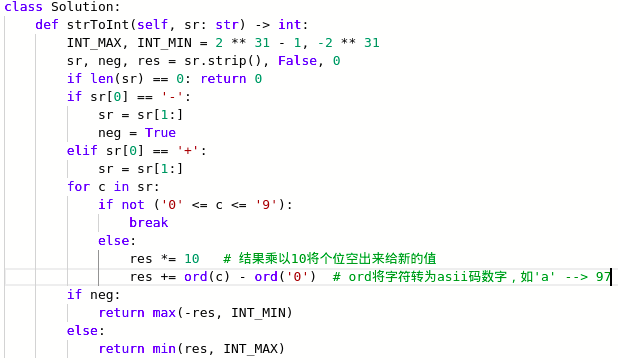 class Solution:
    def strToInt(self, sr: str) -> int:
        INT_MAX, INT_MIN = 2 ** 31 - 1, -2 ** 31
        sr, neg, res = sr.strip(), False, 0
        if len(sr) == 0: return 0
        if sr[0] == '-':
            sr = sr[1:]
            neg = True
        elif sr[0] == '+':
            sr = sr[1:]
        for c in sr:
            if not ('0' <= c <= '9'):
                break
            else:
                res *= 10   # 结果乘以10将个位空出来给新的值
                res += ord(c) - ord('0')  # ord将字符转为asii码数字，如'a' --> 97
        if neg:
            return max(-res, INT_MIN)
        else:
            return min(res, INT_MAX)